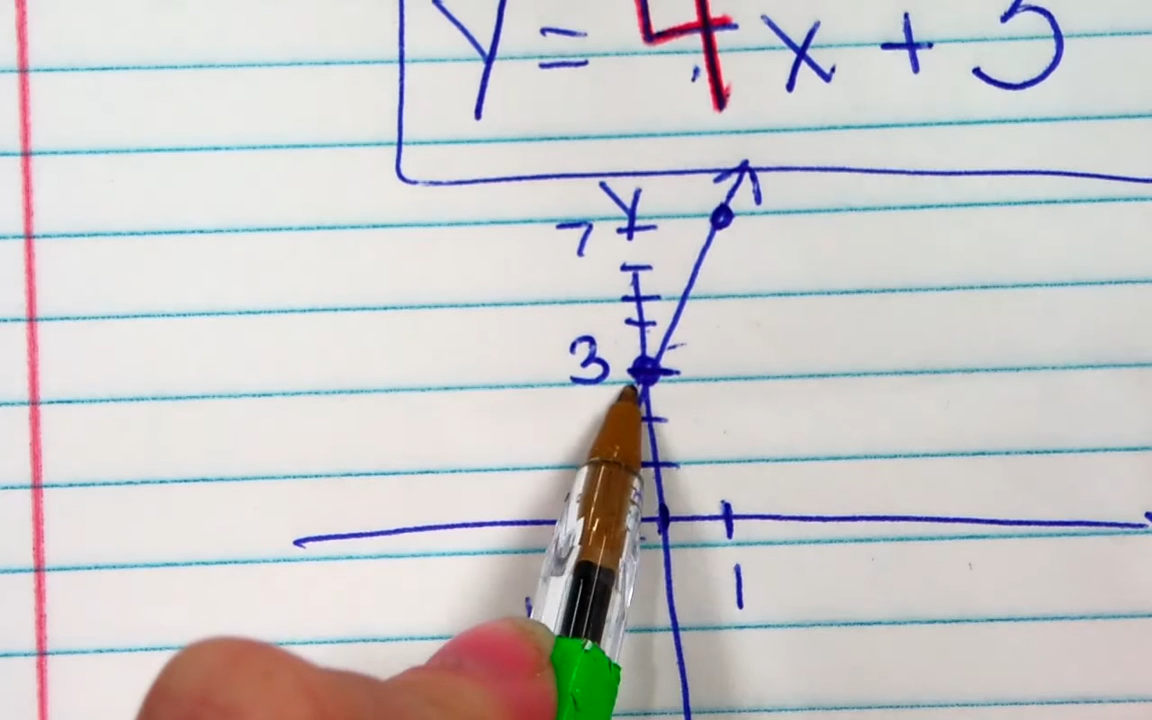 y = 4x + 3
y
7
3
1